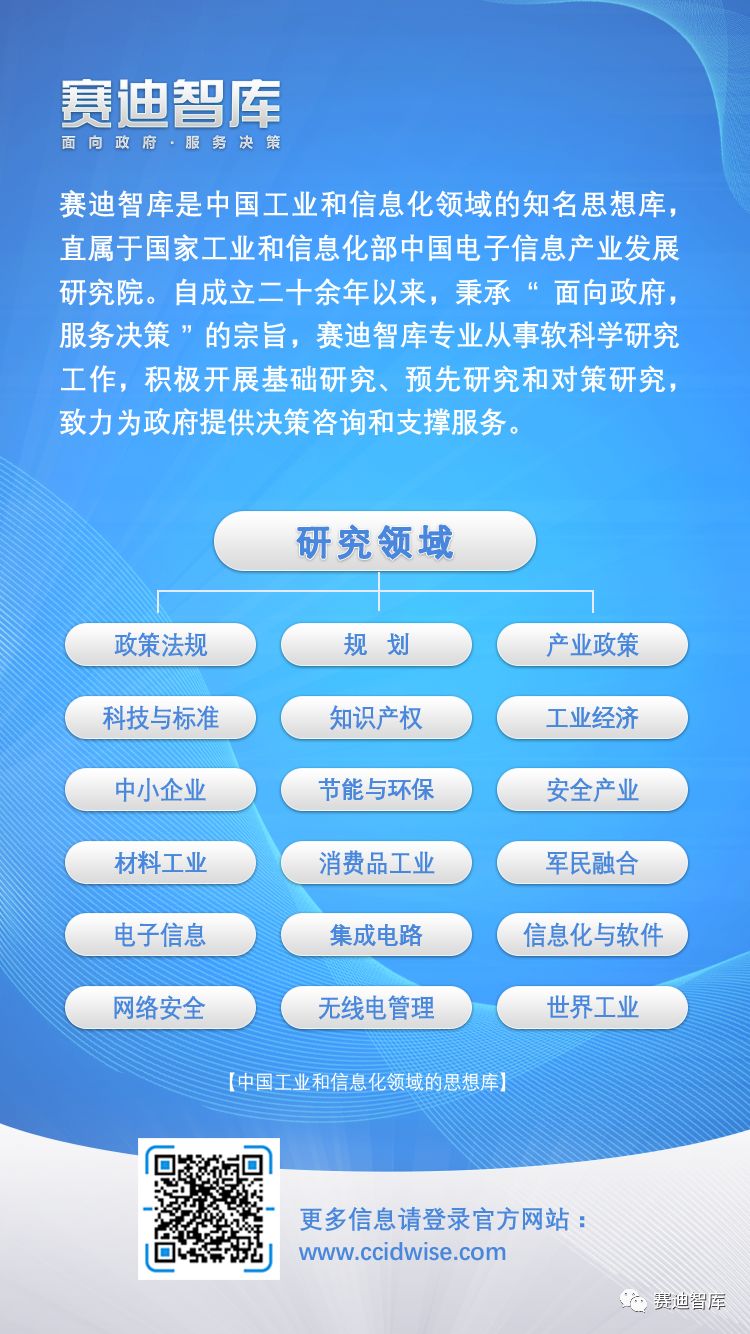 赛迪智库
面向政府·服务决策
赛迪智库是中国工业和信息化领域的知名思想库，
直属于国家工业和信息化部中国电子信息产业发展
研究院。自成立二十余年以来，秉承“面向政府，
服务决策”的宗旨，赛迪智库专业从事软科学研究
工作，积极开展基础研究、预先研究和对策研究，
致力为政府提供决策咨询和支撑服务。
研究领域
政策法规 规 划 产业政策
科技与标准 知识产权 工业经济
中小企业 节能与环保 安全产业
材料工业 消费品工业 军民融合
电子信息 集成电路 信息化与软件
网络安全 无线电管理 世界工业
【中国工业和信息化领域的思想库】
更多信息请登录官方网站：
www.ccidwise.com
赛迪智库